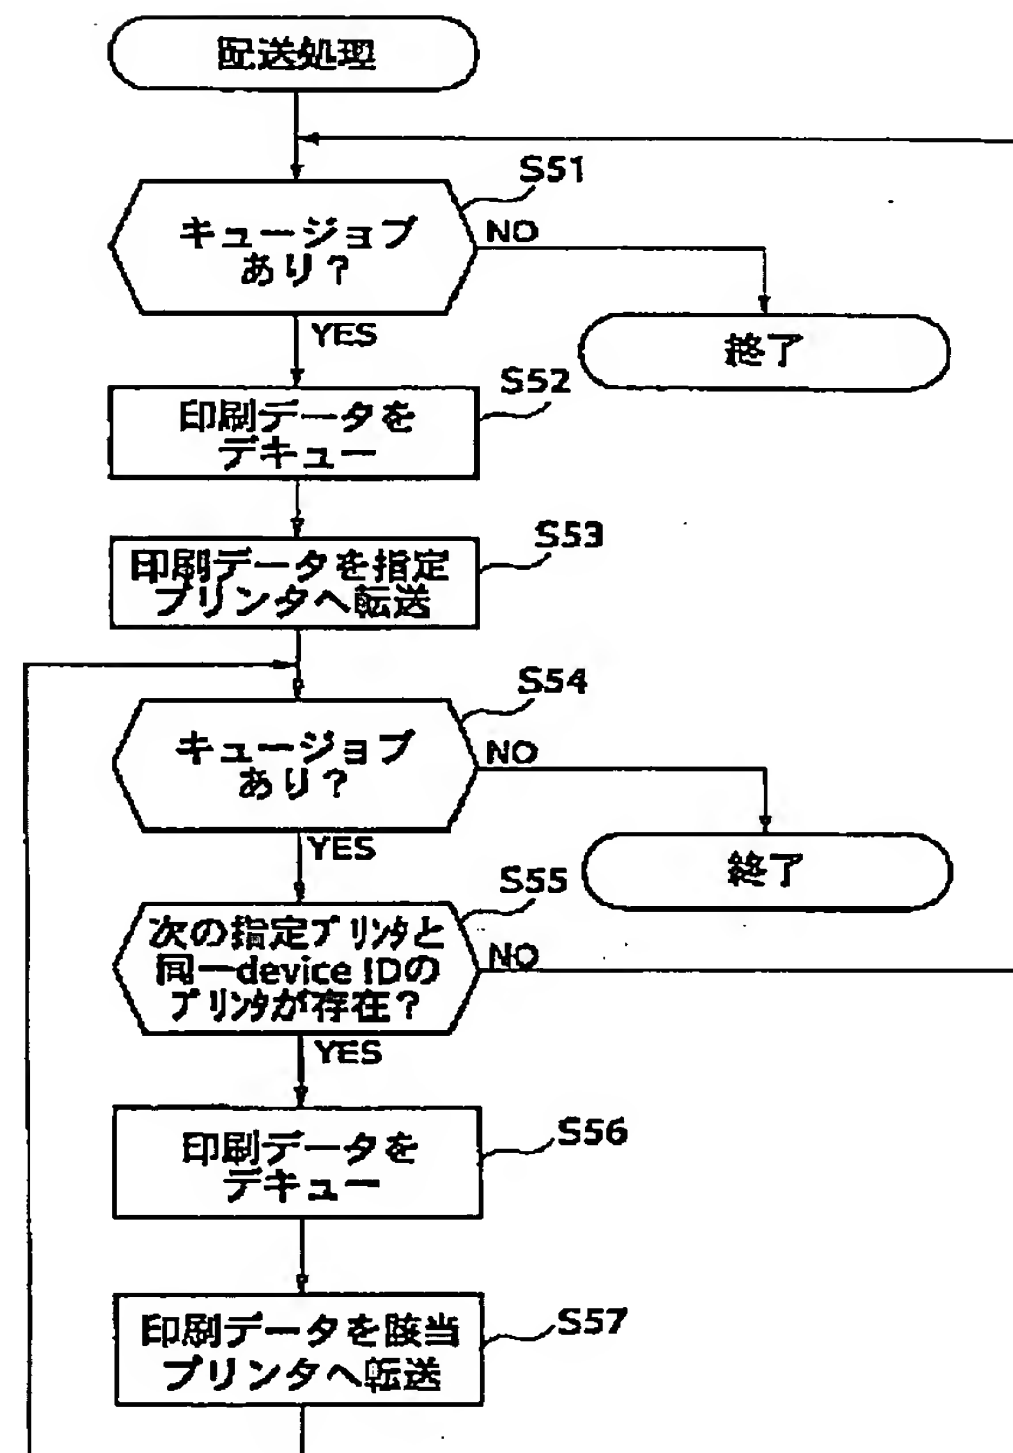 配送処理
S51
キュージョブ
あり?
NO
YES
終了
S52
印刷データを
デキュー
S53
印刷データを指定
プリンタへ転送
S54
キュージョブ
あり?
NO
YES
終了
S55
次の指定プリンタと
同一device IDの
プリンタが存在?
NO
YES
S56
印刷データを
デキュー
S57
印刷データを該当
プリンタへ転送